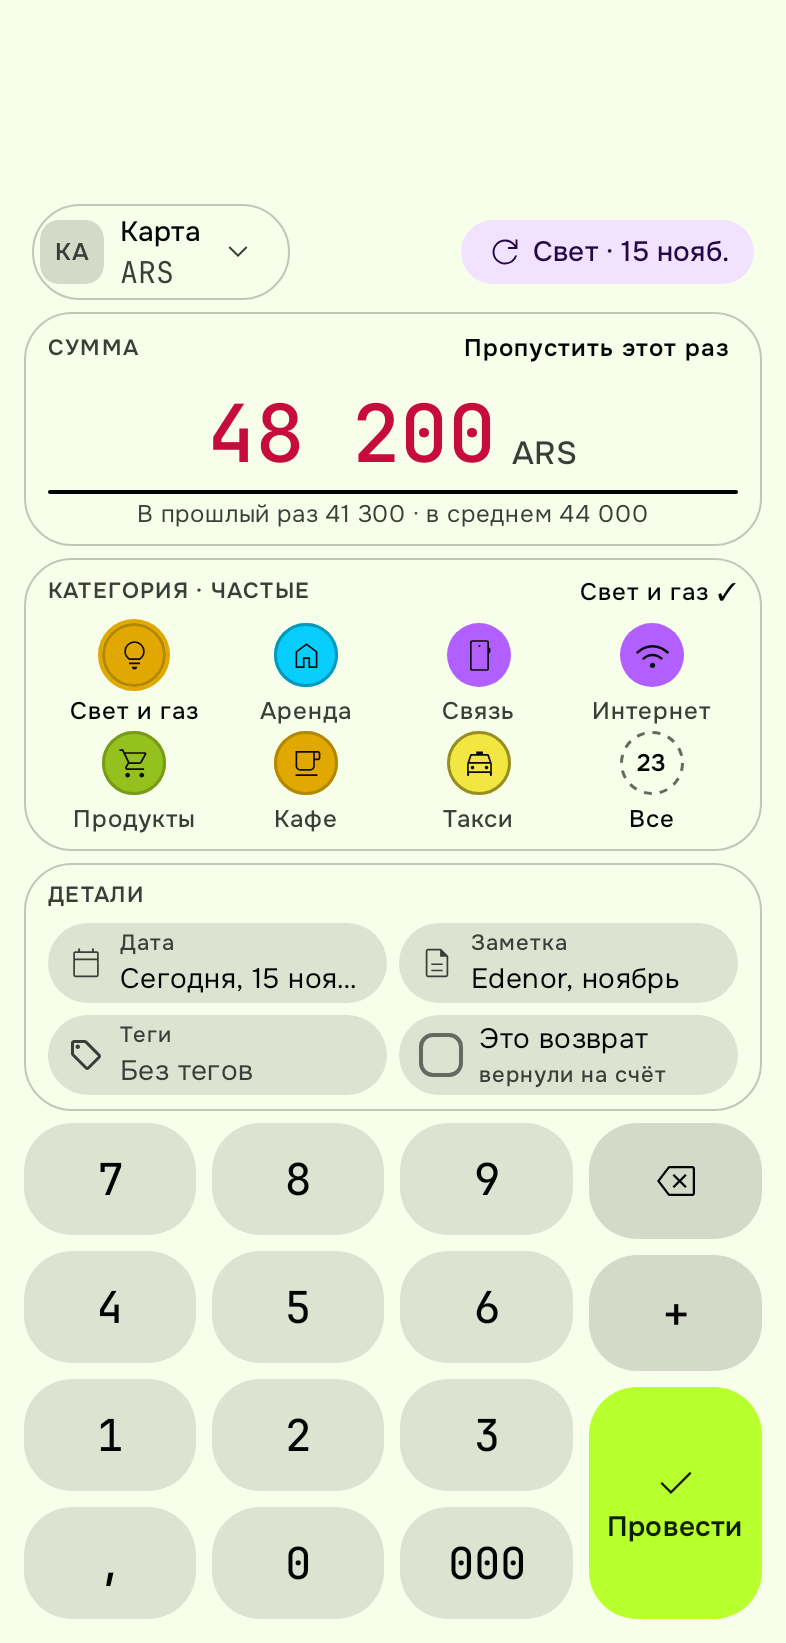 КА
Карта
ARS
Свет · 15 нояб.
СУММА
Пропустить этот раз
48 200 ARS
В прошлый раз 41 300 · в среднем 44 000
КАТЕГОРИЯ · ЧАСТЫЕ
Свет и газ ✓
Свет и газ
Аренда
Связь
Интернет
23
Продукты
Кафе
Такси
Все
ДЕТАЛИ
Дата
Сегодня, 15 ноя...
Заметка
Edenor, ноябрь
Теги
Без тегов
Это возврат
вернули на счёт
7 8 9
4 5 6 +
1 2 3
Провести
, 0 000